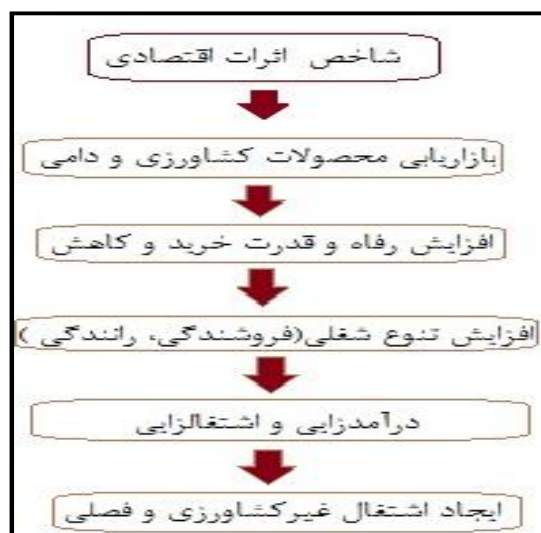 شاخص اثرات اقتصادی
بازاریابی محصولات کشاورزی و دامی
افزایش رفاه و قدرت خرید و کاهش
افزایش تنوع شغلی(فروشندگی، رانندگی )
درآمدزایی و اشتغالزایی
ایجاد اشتغال غیرکشاورزی و فصلی